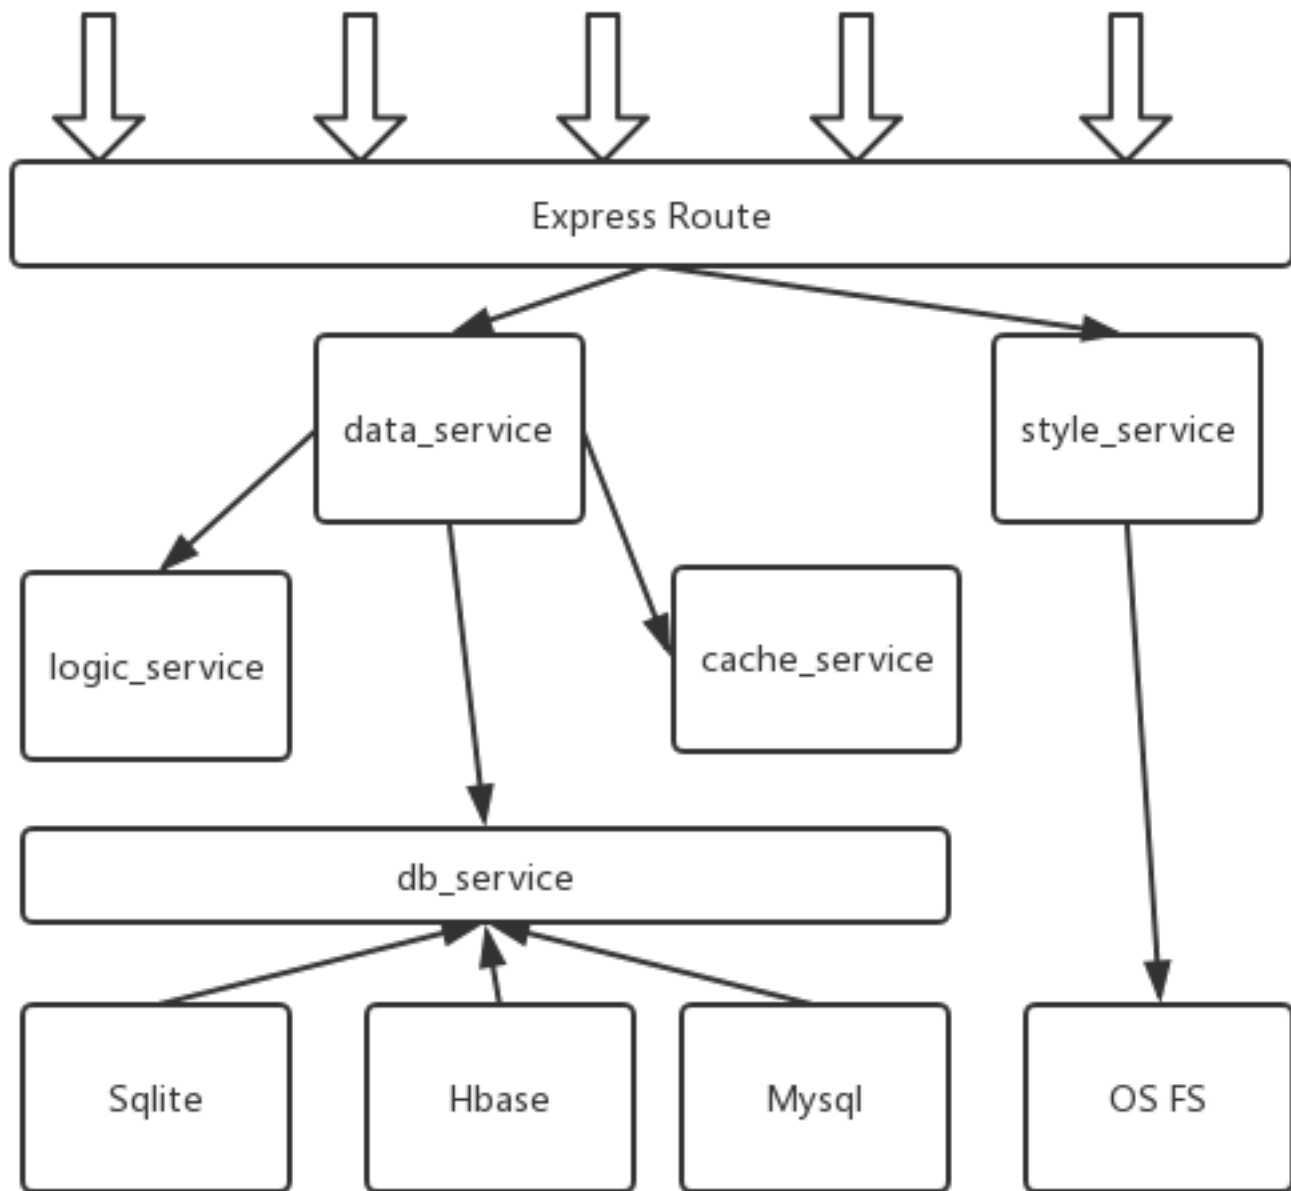 Express Route
data_service
style_service
logic_service
cache_service
db_service
Sqlite
Hbase
Mysql
OS FS